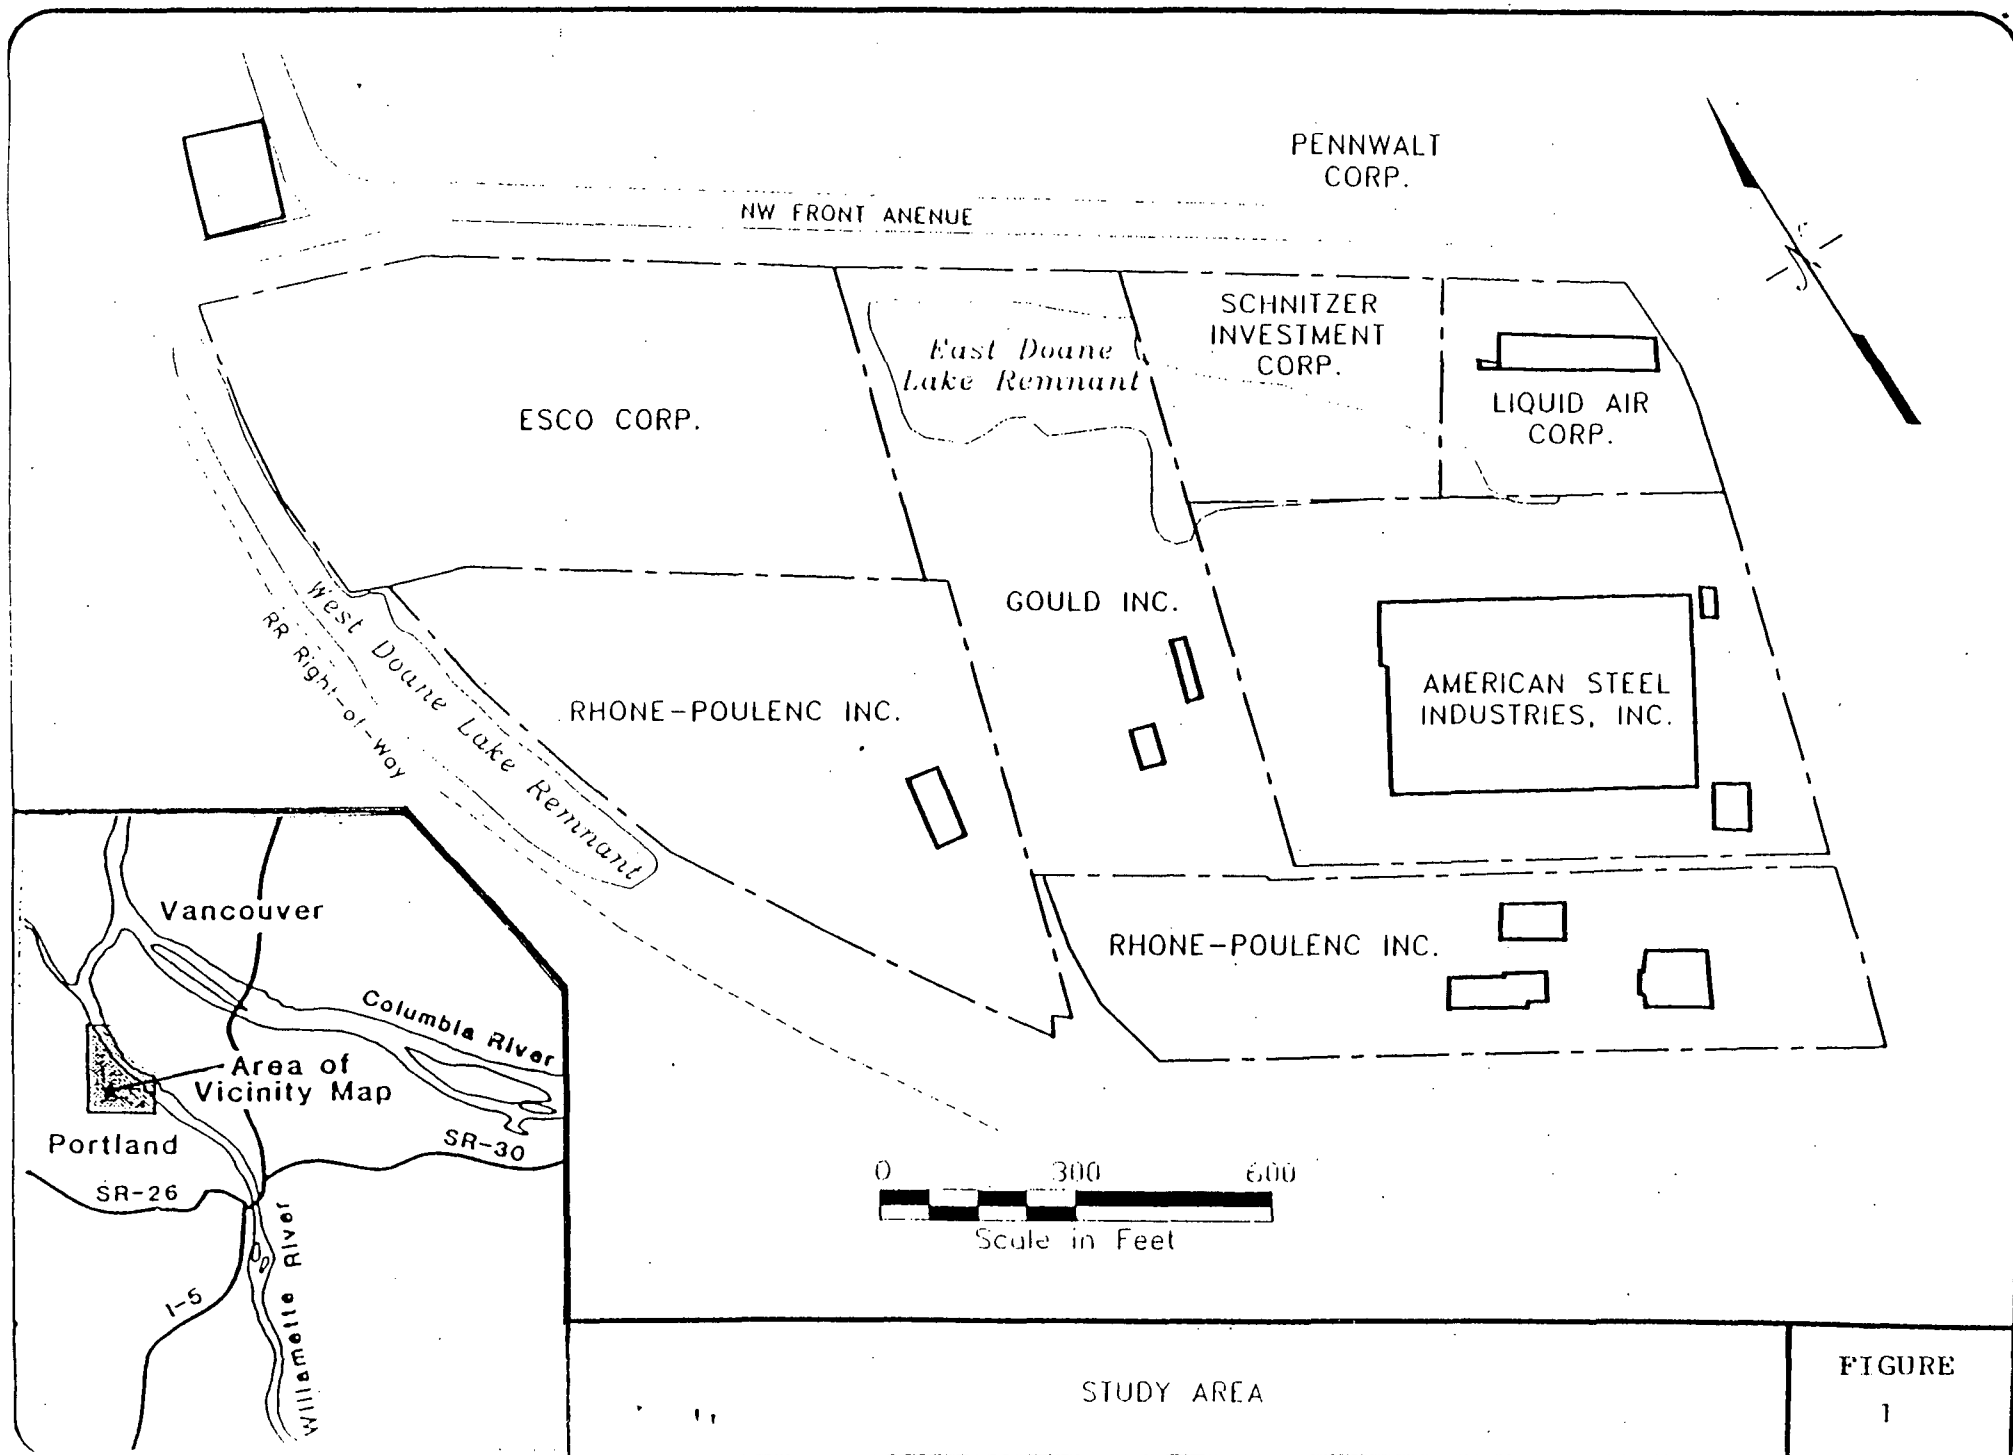 PENNWALT
CORP.
NW FRONT ANENUE
SCHNITZER
INVESTMENT
CORP.
East Doane
Lake Remnant
LIQUID AIR
CORP.
ESCO CORP.
GOULD INC.
West Doane Lake Remnant
RR Right-of-Way
RHONE-POULENC INC.
AMERICAN STEEL
INDUSTRIES, INC.
RHONE-POULENC INC.
Vancouver
Columbia River
Area of
Vicinity Map
Portland
SR-30
SR-26
I-5
Willamette River
0 300 600
Scale in Feet
STUDY AREA
FIGURE
1